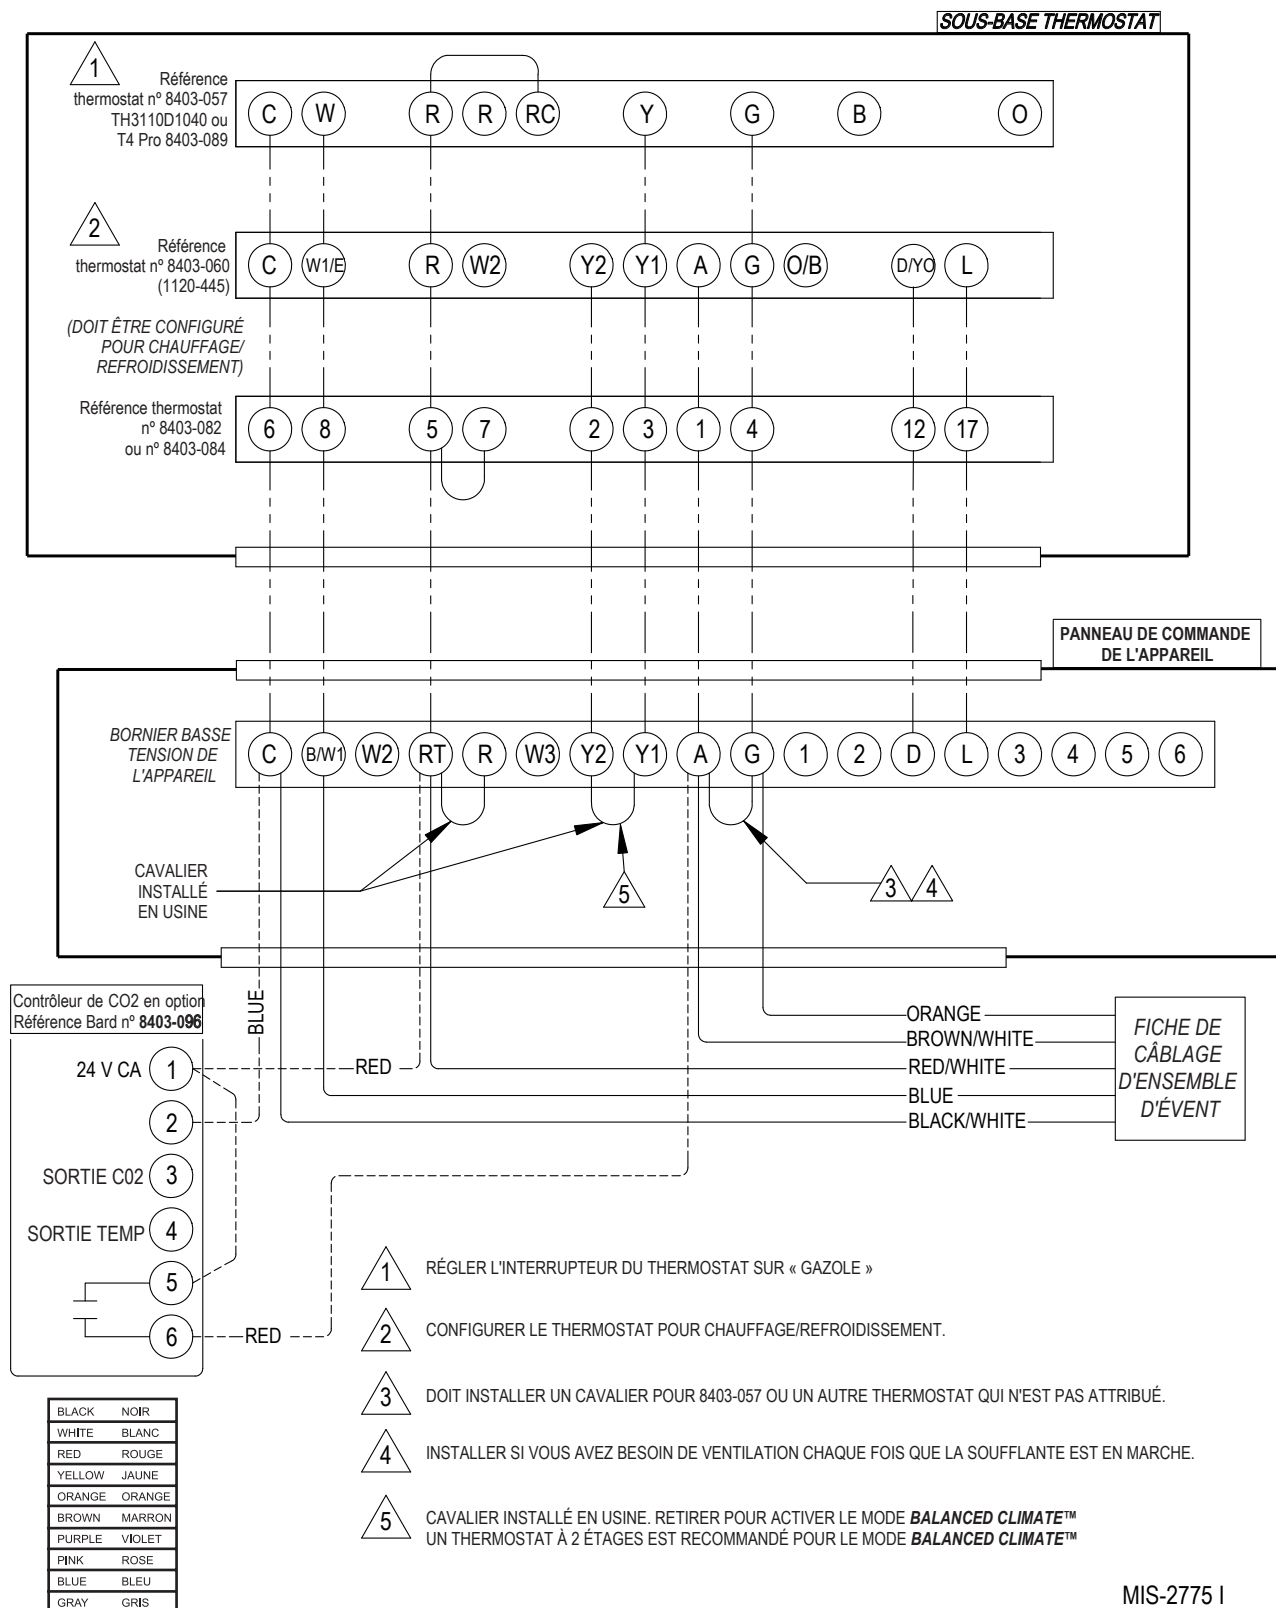 SOUS-BASE THERMOSTAT
1
Référence
thermostat nº 8403-057
TH3110D1040 ou
T4 Pro 8403-089
C W R R RC Y G B O
2
Référence
thermostat nº 8403-060
(1120-445)
C W1/E R W2 Y2 Y1 A G O/B D/YO L
(DOIT ÊTRE CONFIGURÉ
POUR CHAUFFAGE/
REFROIDISSEMENT)
Référence thermostat
nº 8403-082
ou nº 8403-084
6 8 5 7 2 3 1 4 12 17
PANNEAU DE COMMANDE
DE L'APPAREIL
BORNIER BASSE
TENSION DE
L'APPAREIL
C B/W1 W2 RT R W3 Y2 Y1 A G 1 2 D L 3 4 5 6
CAVALIER
INSTALLÉ
EN USINE
5
3 4
Contrôleur de CO2 en option
Référence Bard nº 8403-096
BLUE
24 V CA 1
RED
2
SORTIE C02 3
SORTIE TEMP 4
5
6
RED
ORANGE
BROWN/WHITE
RED/WHITE
BLUE
BLACK/WHITE
FICHE DE
CÂBLAGE
D'ENSEMBLE
D'ÉVENT
1 RÉGLER L'INTERRUPTEUR DU THERMOSTAT SUR « GAZOLE »
2 CONFIGURER LE THERMOSTAT POUR CHAUFFAGE/REFROIDISSEMENT.
3 DOIT INSTALLER UN CAVALIER POUR 8403-057 OU UN AUTRE THERMOSTAT QUI N'EST PAS ATTRIBUÉ.
4 INSTALLER SI VOUS AVEZ BESOIN DE VENTILATION CHAQUE FOIS QUE LA SOUFFLANTE EST EN MARCHE.
5 CAVALIER INSTALLÉ EN USINE. RETIRER POUR ACTIVER LE MODE BALANCED CLIMATE™
UN THERMOSTAT À 2 ÉTAGES EST RECOMMANDÉ POUR LE MODE BALANCED CLIMATE™
BLACK NOIR
WHITE BLANC
RED ROUGE
YELLOW JAUNE
ORANGE ORANGE
BROWN MARRON
PURPLE VIOLET
PINK ROSE
BLUE BLEU
GRAY GRIS
MIS-2775 I